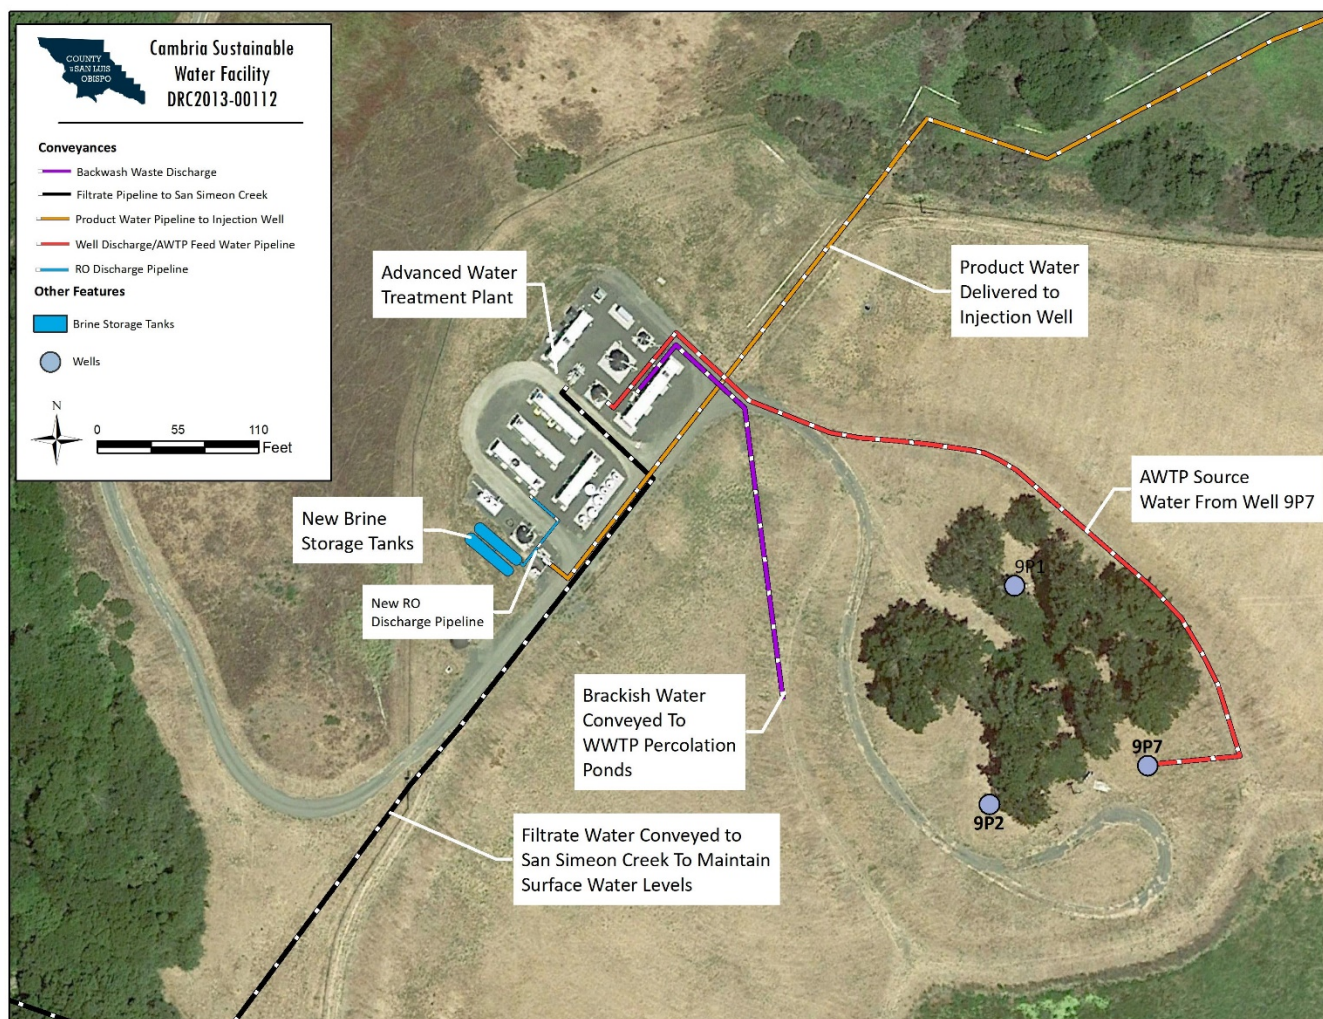 COUNTY
OF SAN LUIS
OBISPO
Cambria Sustainable
Water Facility
DRC2013-00112
Conveyances
Backwash Waste Discharge
Filtrate Pipeline to San Simeon Creek
Product Water Pipeline to Injection Well
Well Discharge/AWTP Feed Water Pipeline
RO Discharge Pipeline
Other Features
Brine Storage Tanks
Wells
N
0 55 110
Feet
Advanced Water
Treatment Plant
Product Water
Delivered to
Injection Well
AWTP Source
Water From Well 9P7
New Brine
Storage Tanks
New RO
Discharge Pipeline
9P1
Brackish Water
Conveyed To
WWTP Percolation
Ponds
9P7
9P2
Filtrate Water Conveyed to
San Simeon Creek To Maintain
Surface Water Levels